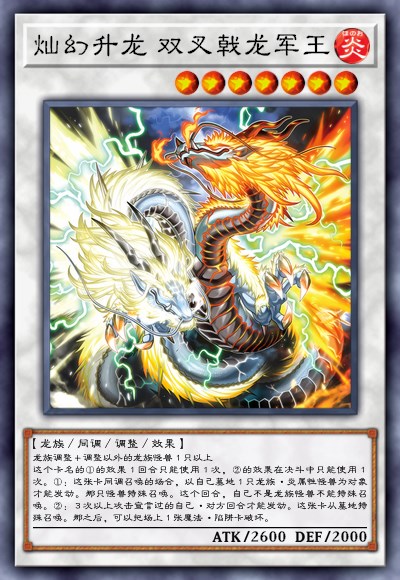 灿幻升龙 双叉戟龙军王
炎
ほのお
【龙族／同调／调整／效果】
龙族调整＋调整以外的龙族怪兽1只以上
这个卡名的①的效果1回合只能使用1次，②的效果在决斗中只能使用1
次。①：这张卡同调召唤的场合，以自己墓地1只龙族·炎属性怪兽为对象
才能发动。那只怪兽特殊召唤。这个回合，自己不是龙族怪兽不能特殊召
唤。②：3次以上攻击宣言过的自己·对方回合才能发动。这张卡从墓地特
殊召唤。那之后，可以把场上1张魔法·陷阱卡破坏。
ATK/2600 DEF/2000